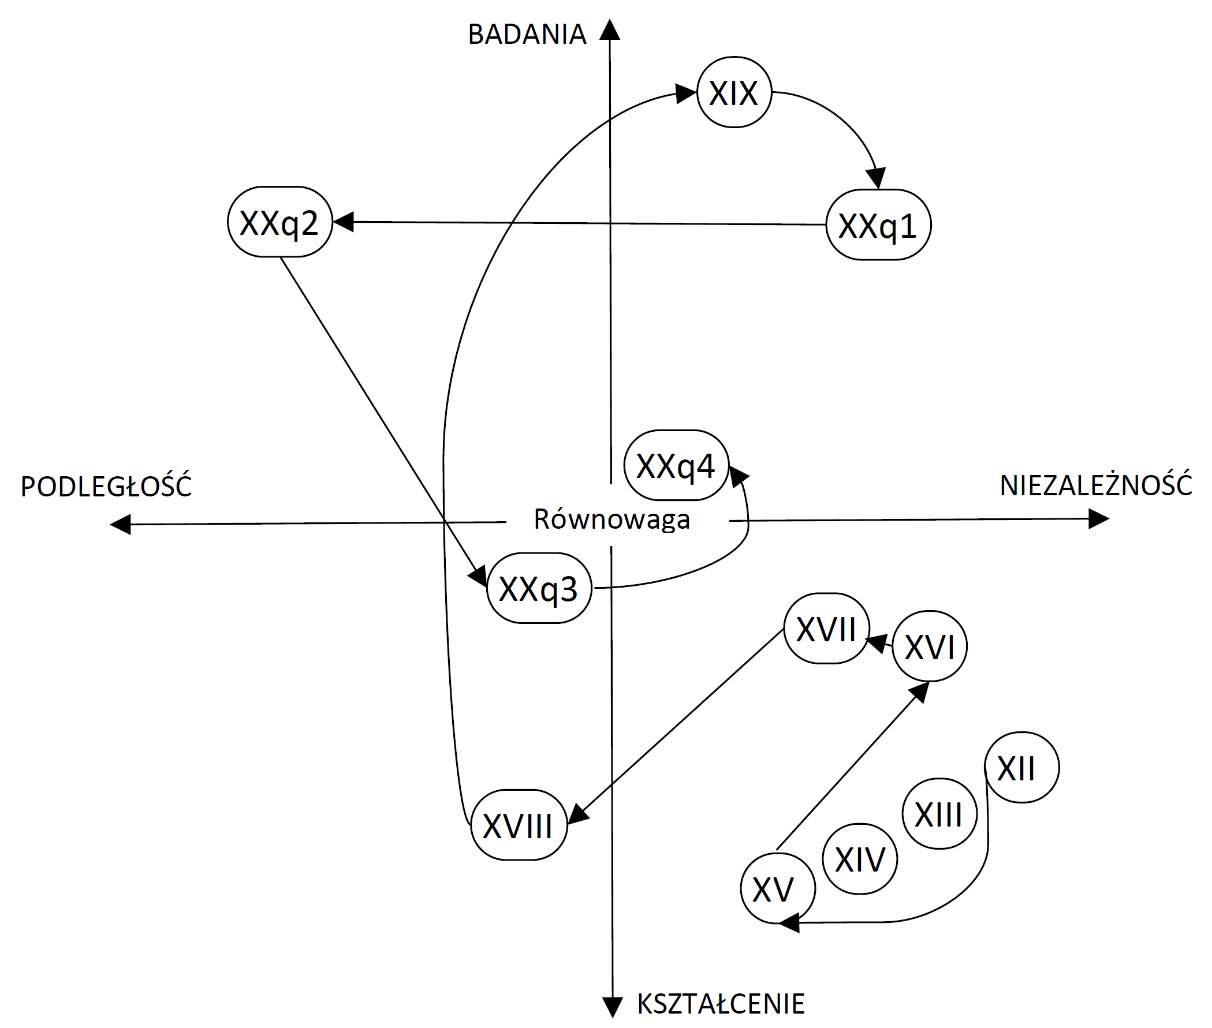 BADANIA
XIX
XXq2
XXq1
XXq4
PODLEGŁOŚĆ
NIEZALEŻNOŚĆ
Równowaga
XXq3
XVII
XVI
XII
XIII
XVIII
XIV
XV
KSZTAŁCENIE